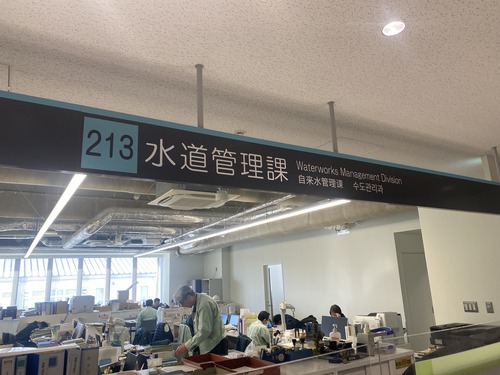 213 水道管理課 Waterworks Management Division
自来水管理課 수도관리과